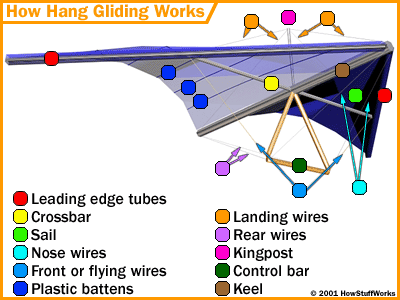 How Hang Gliding Works
Leading edge tubes
Crossbar
Sail
Nose wires
Front or flying wires
Plastic battens
Landing wires
Rear wires
Kingpost
Control bar
Keel
© 2001 HowStuffWorks